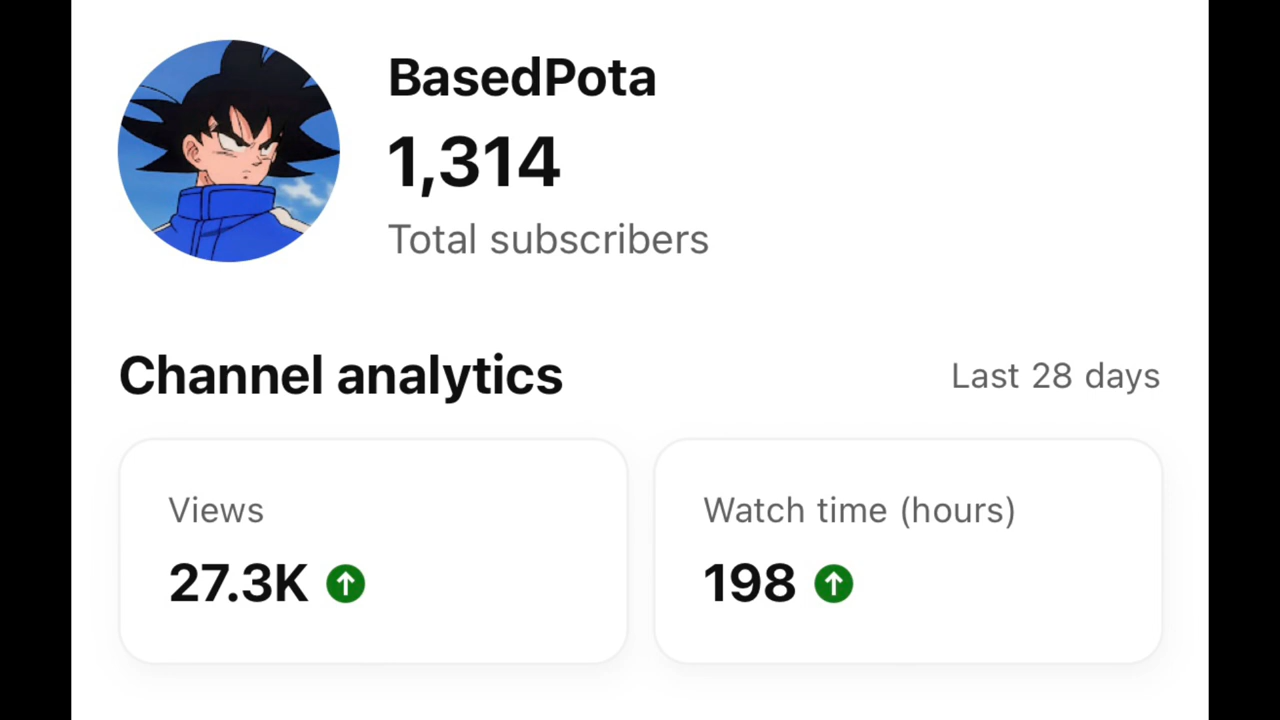 BasedPota
1,314
Total subscribers
Channel analytics
Last 28 days
Views
27.3K
Watch time (hours)
198